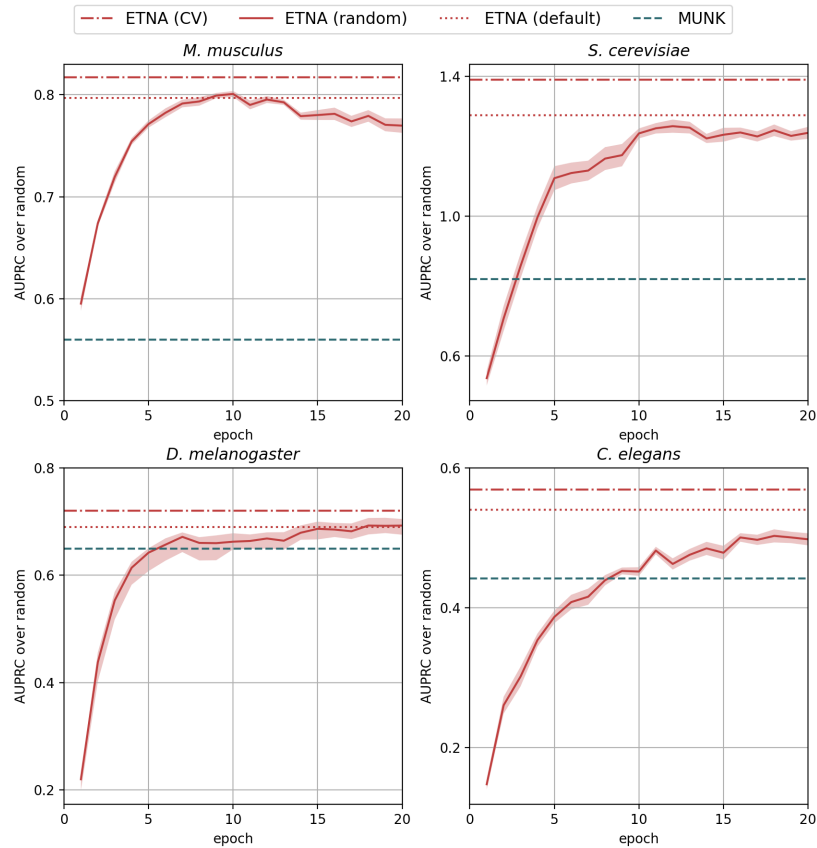 ETNA (CV) ETNA (random) ETNA (default) MUNK
M. musculus
AUPRC over random
0.8
0.7
0.6
0.5
0 5 10 15 20
epoch
S. cerevisiae
AUPRC over random
1.4
1.0
0.6
0 5 10 15 20
epoch
D. melanogaster
AUPRC over random
0.8
0.6
0.4
0.2
0 5 10 15 20
epoch
C. elegans
AUPRC over random
0.6
0.4
0.2
0 5 10 15 20
epoch